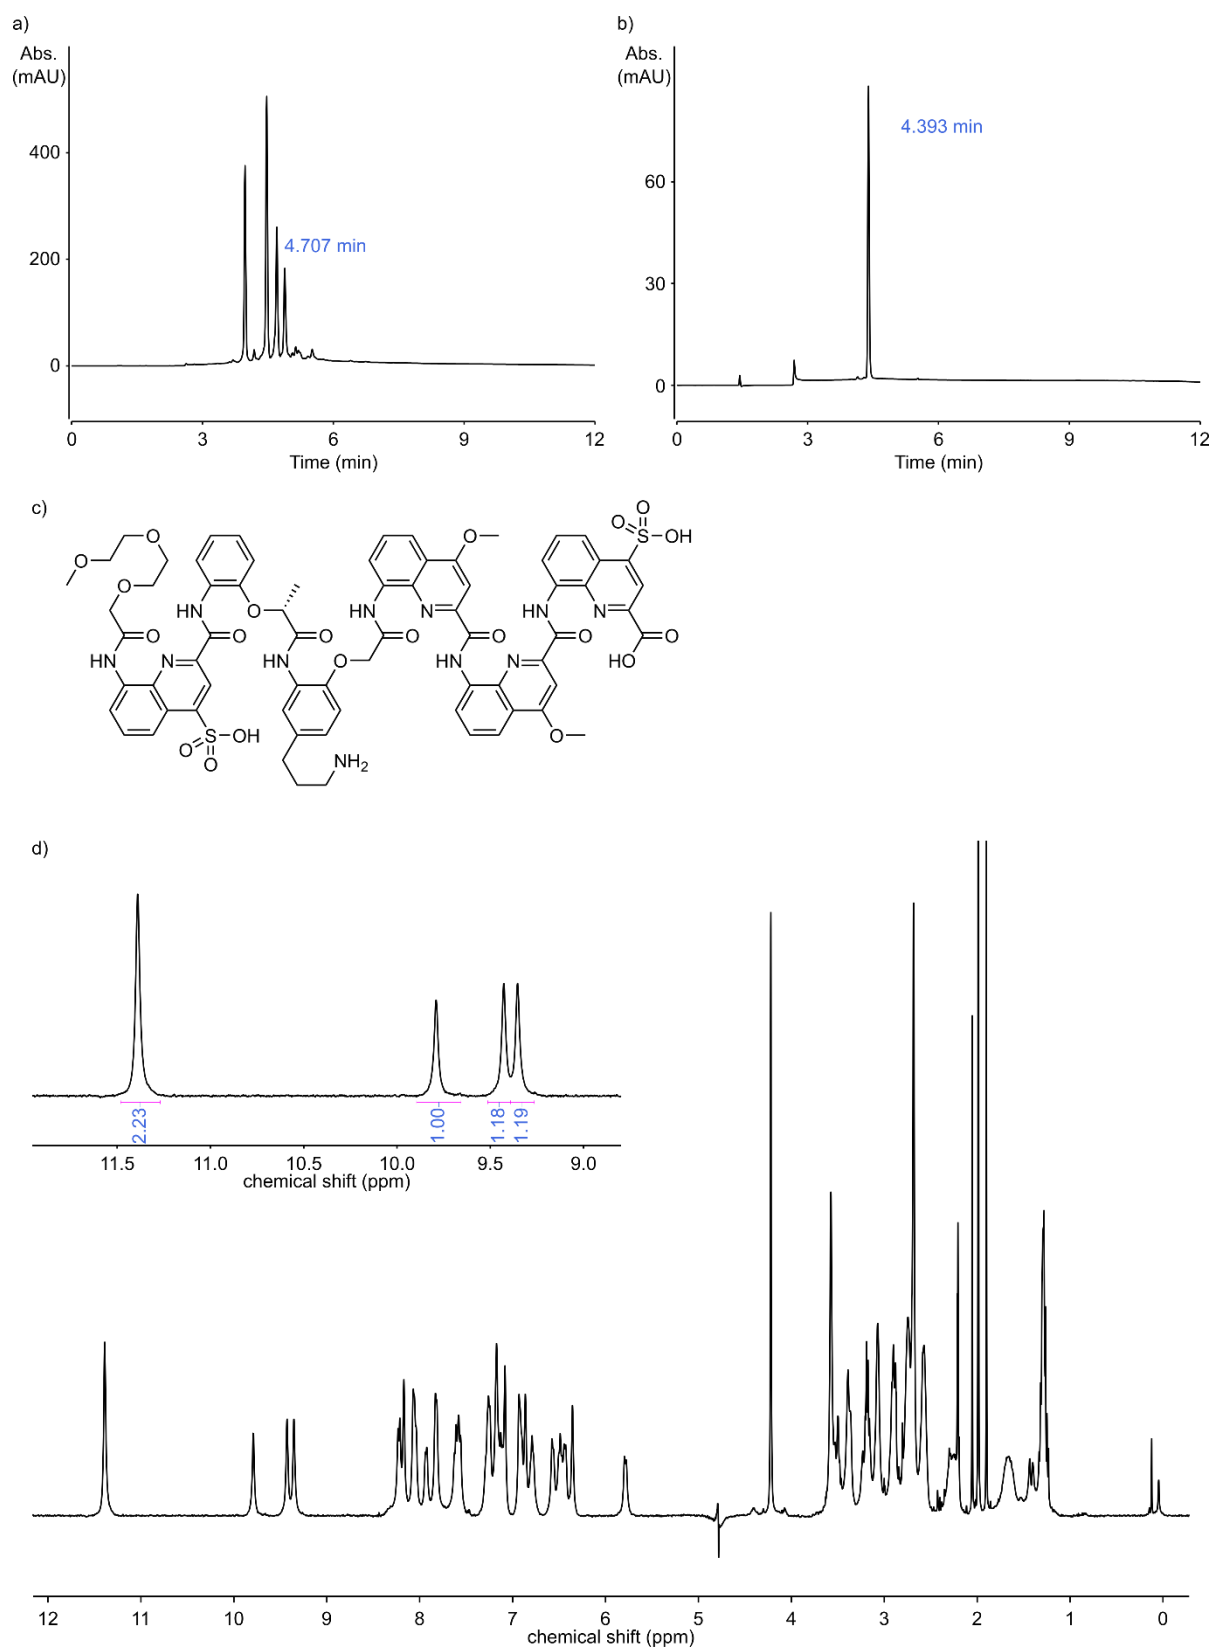 a)
Abs.
(mAU)
400
200
0
4.707 min
0 3 6 9 12
Time (min)
b)
Abs.
(mAU)
60
30
0
4.393 min
0 3 6 9 12
Time (min)
c)
O
O O S OH
O O O
O
HN N
HN N
NH O O
HN O O O O
HN N HN O O HN N HO
S OH
O O
O
NH2
d)
2.23 1.00 1.18 1.19
11.5 11.0 10.5 10.0 9.5 9.0
chemical shift (ppm)
12 11 10 9 8 7 6 5 4 3 2 1 0
chemical shift (ppm)